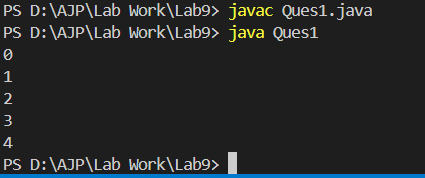 PS D:\AJP\Lab Work\Lab9> javac Ques1.java
PS D:\AJP\Lab Work\Lab9> java Ques1
0
1
2
3
4
PS D:\AJP\Lab Work\Lab9>